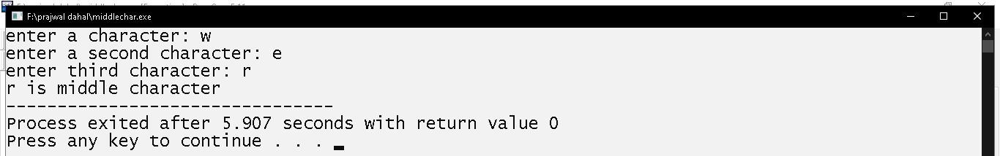 F:\prajwal dahal\middlechar.exe
enter a character: w
enter a second character: e
enter third character: r
r is middle character
--------------------------------
Process exited after 5.907 seconds with return value 0
Press any key to continue . . .